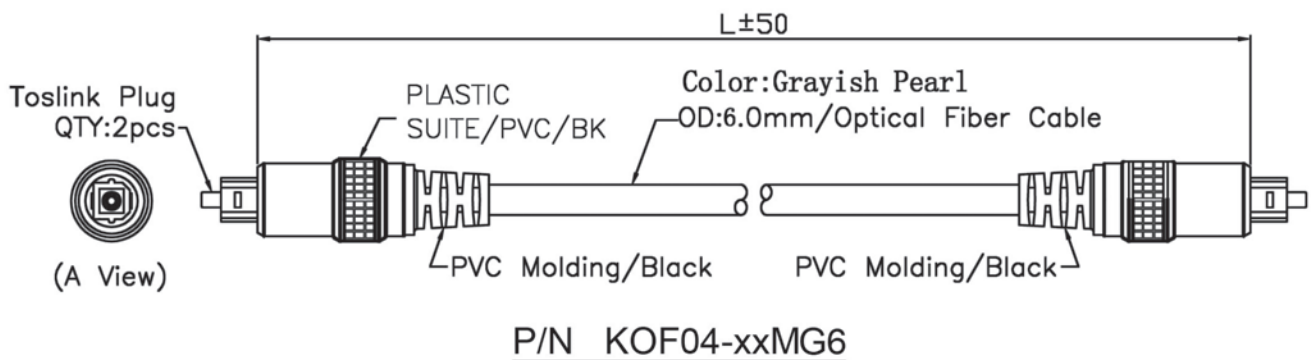 L±50
Toslink Plug
QTY:2pcs
PLASTIC
SUITE/PVC/BK
Color:Grayish Pearl
OD:6.0mm/Optical Fiber Cable
(A View)
PVC Molding/Black
PVC Molding/Black
P/N KOF04-xxMG6